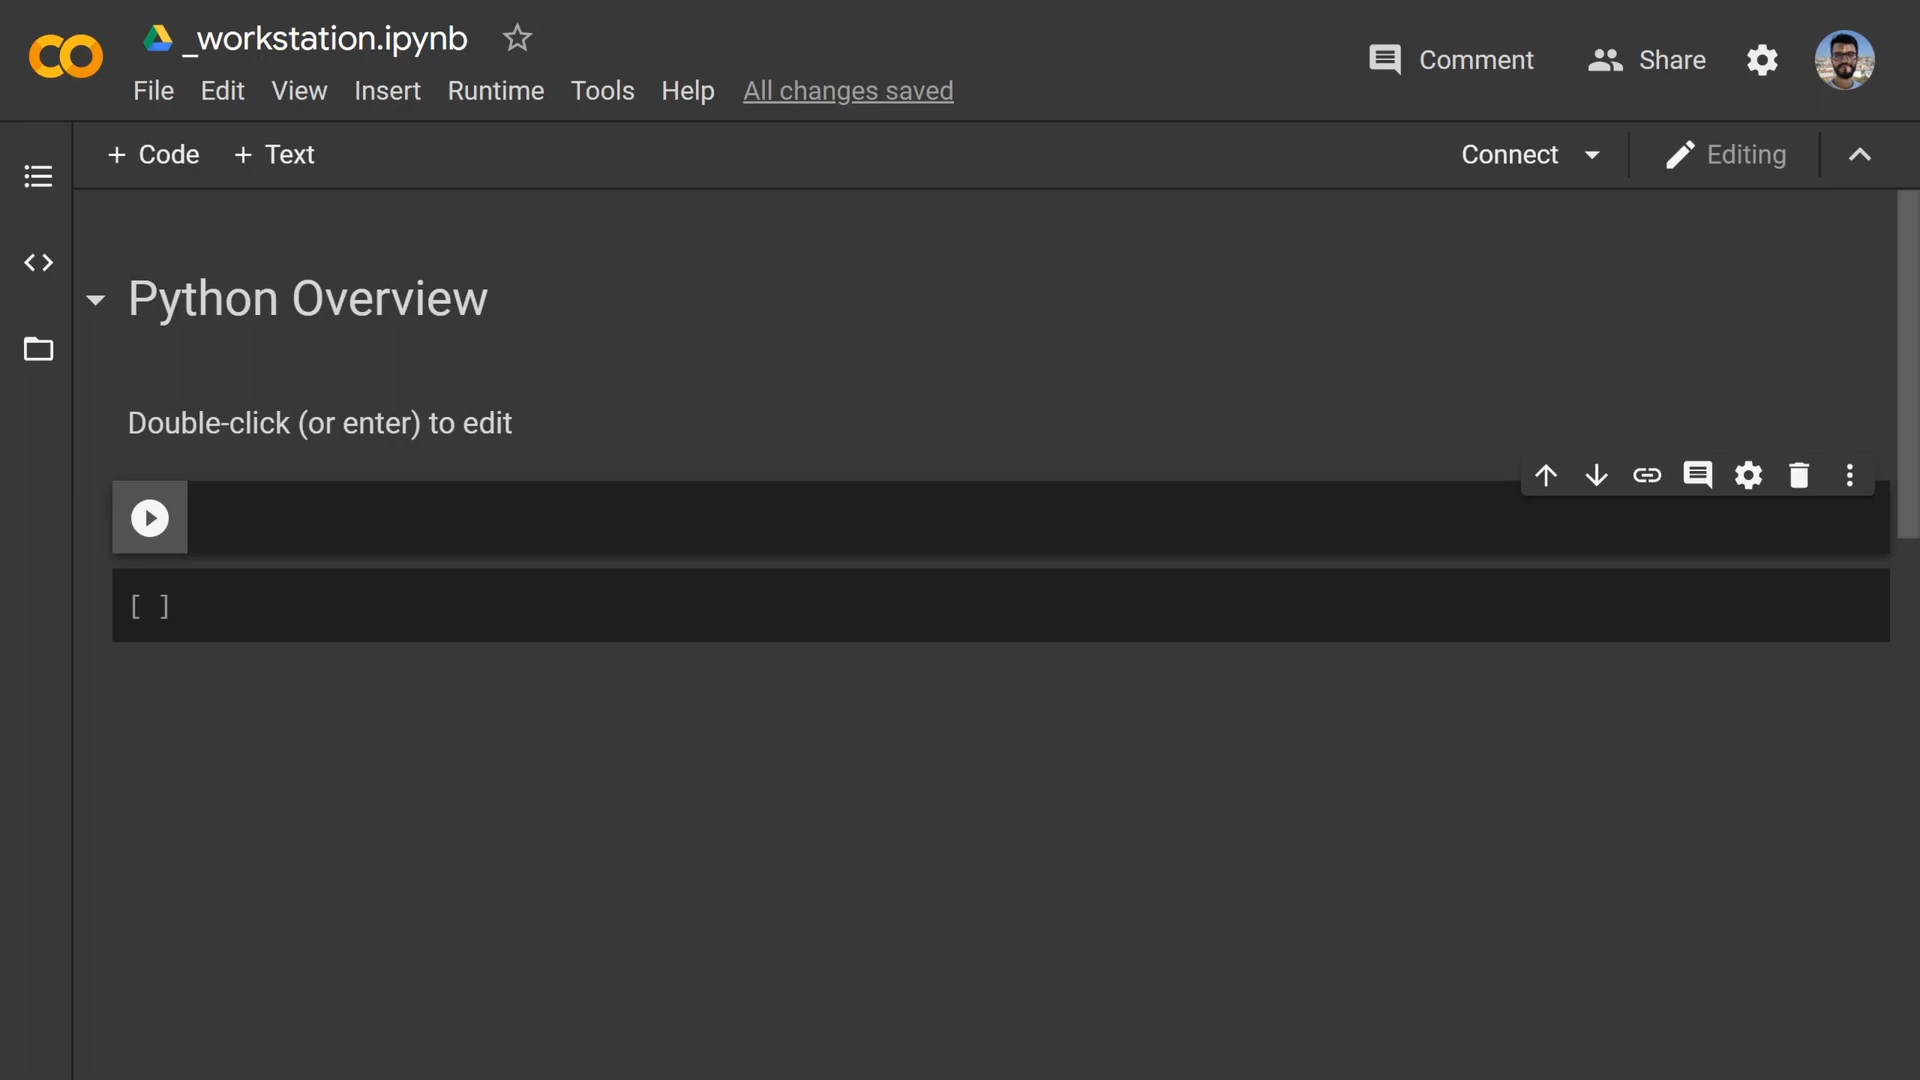 _workstation.ipynb
Comment
Share
File Edit View Insert Runtime Tools Help All changes saved
+ Code + Text
Connect
Editing
Python Overview
Double-click (or enter) to edit
[ ]